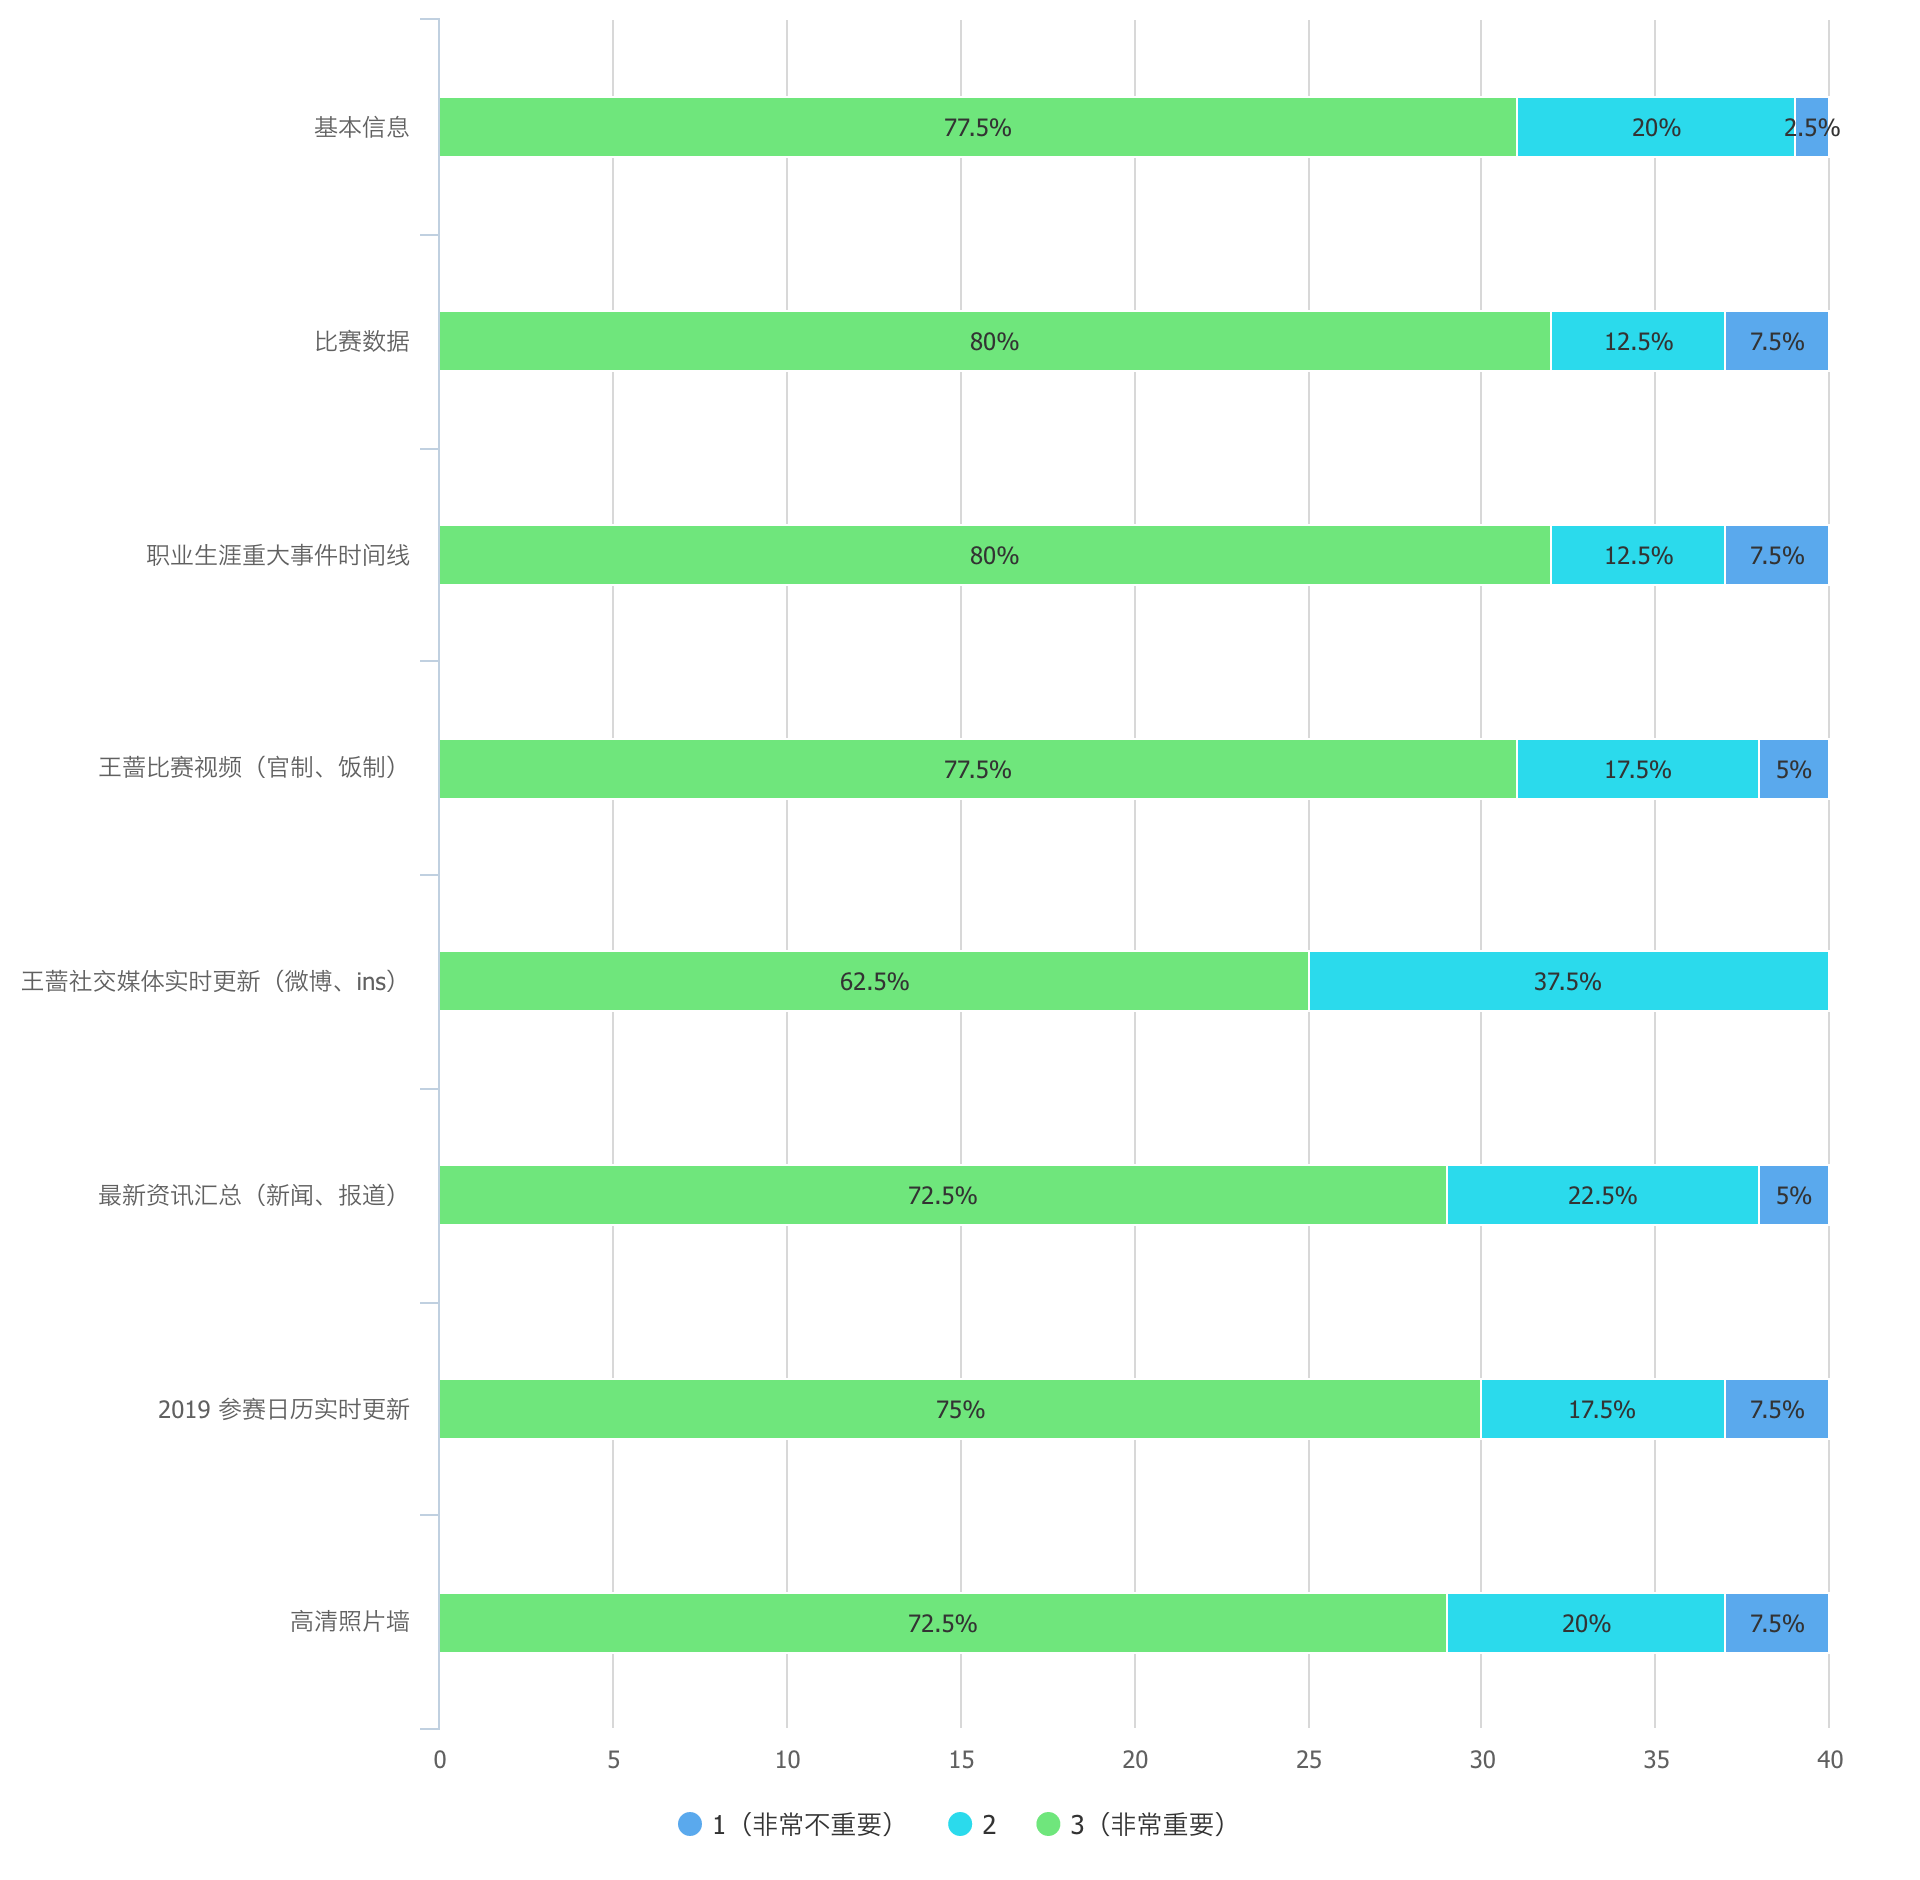 基本信息 77.5% 20% 2.5%
比赛数据 80% 12.5% 7.5%
职业生涯重大事件时间线 80% 12.5% 7.5%
王蔷比赛视频（官制、饭制） 77.5% 17.5% 5%
王蔷社交媒体实时更新（微博、ins） 62.5% 37.5%
最新资讯汇总（新闻、报道） 72.5% 22.5% 5%
2019 参赛日历实时更新 75% 17.5% 7.5%
高清照片墙 72.5% 20% 7.5%
0 5 10 15 20 25 30 35 40
1（非常不重要） 2 3（非常重要）